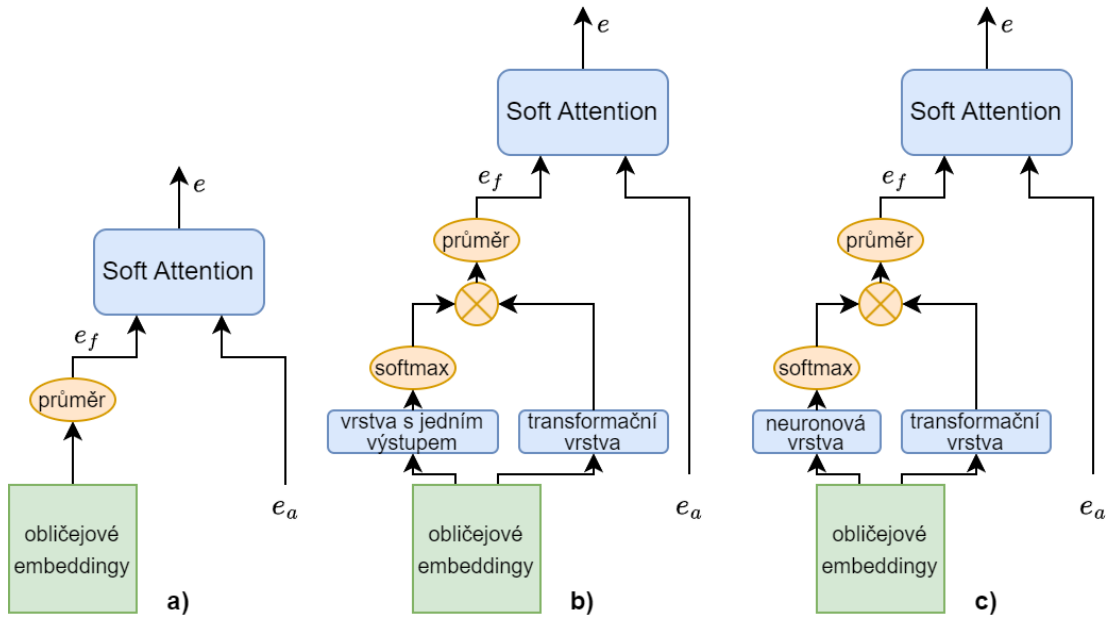 e
Soft Attention
e_f
průměr
obličejové
embeddingy
e_a
a)
e
Soft Attention
e_f
průměr
softmax
vrstva s jedním
výstupem
transformační
vrstva
obličejové
embeddingy
e_a
b)
e
Soft Attention
e_f
průměr
softmax
neuronová
vrstva
transformační
vrstva
obličejové
embeddingy
e_a
c)